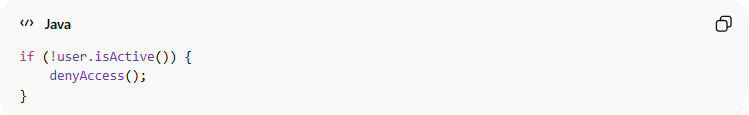 </> Java
if (!user.isActive()) {
    denyAccess();
}